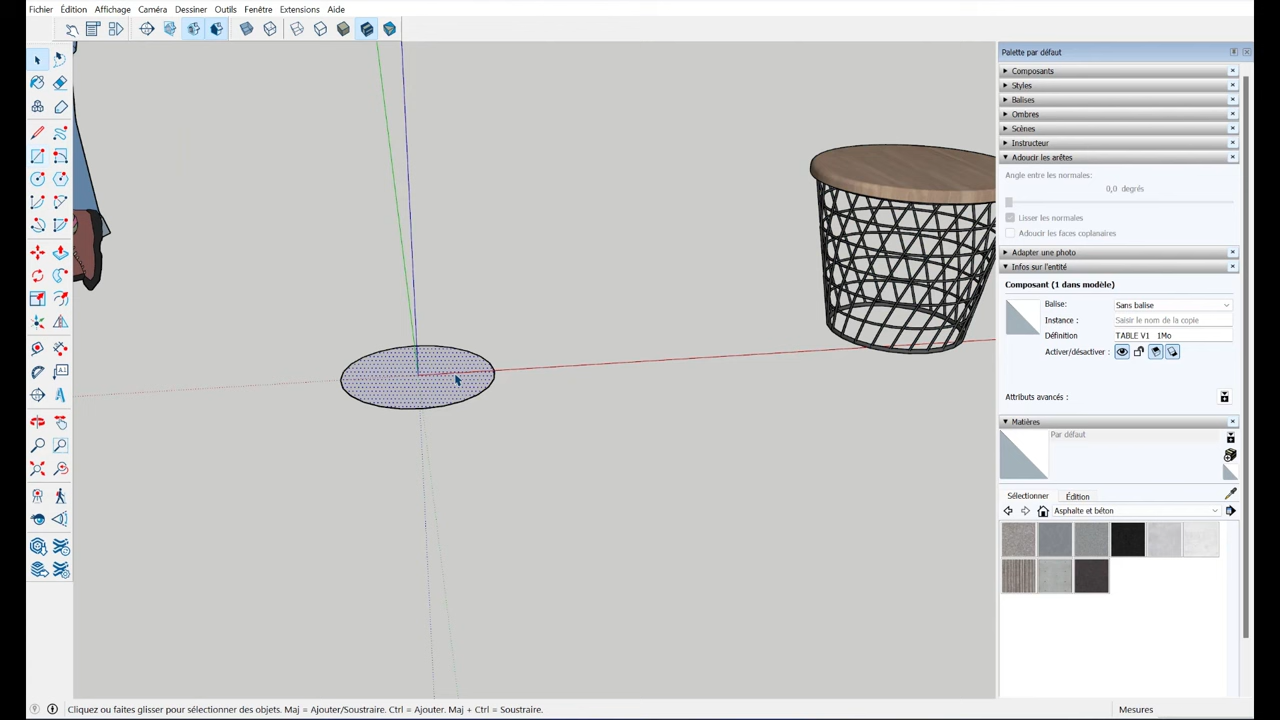 Fichier Édition Affichage Caméra Dessiner Outils Fenêtre Extensions Aide
Palette par défaut
Composants
Styles
Balises
Ombres
Scènes
Instructeur
Adoucir les arêtes
Angle entre les normales:
0,0 degrés
Lisser les normales
Adoucir les faces coplanaires
Adapter une photo
Infos sur l'entité
Composant (1 dans modèle)
Balise: Sans balise
Instance : Saisir le nom de la copie
Définition TABLE V1 1Mo
Activer/désactiver :
Attributs avancés :
Matières
Par défaut
Sélectionner Édition
Asphalte et béton
Cliquez ou faites glisser pour sélectionner des objets. Maj = Ajouter/Soustraire. Ctrl = Ajouter. Maj + Ctrl = Soustraire. Mesures